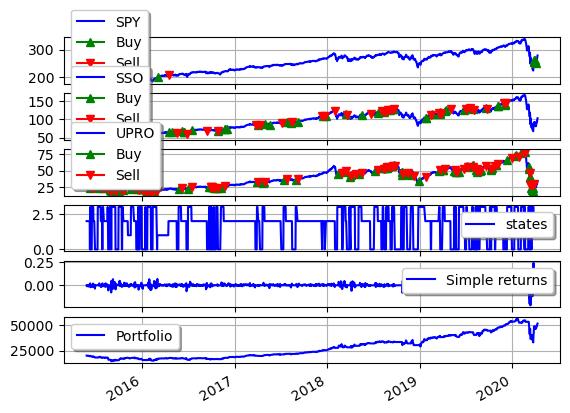 SPY
Buy
Sell
300
200
SSO
Buy
Sell
150
100
50
UPRO
Buy
Sell
75
50
25
states
2.5
0.0
Simple returns
0.25
0.00
Portfolio
50000
25000
2016 2017 2018 2019 2020